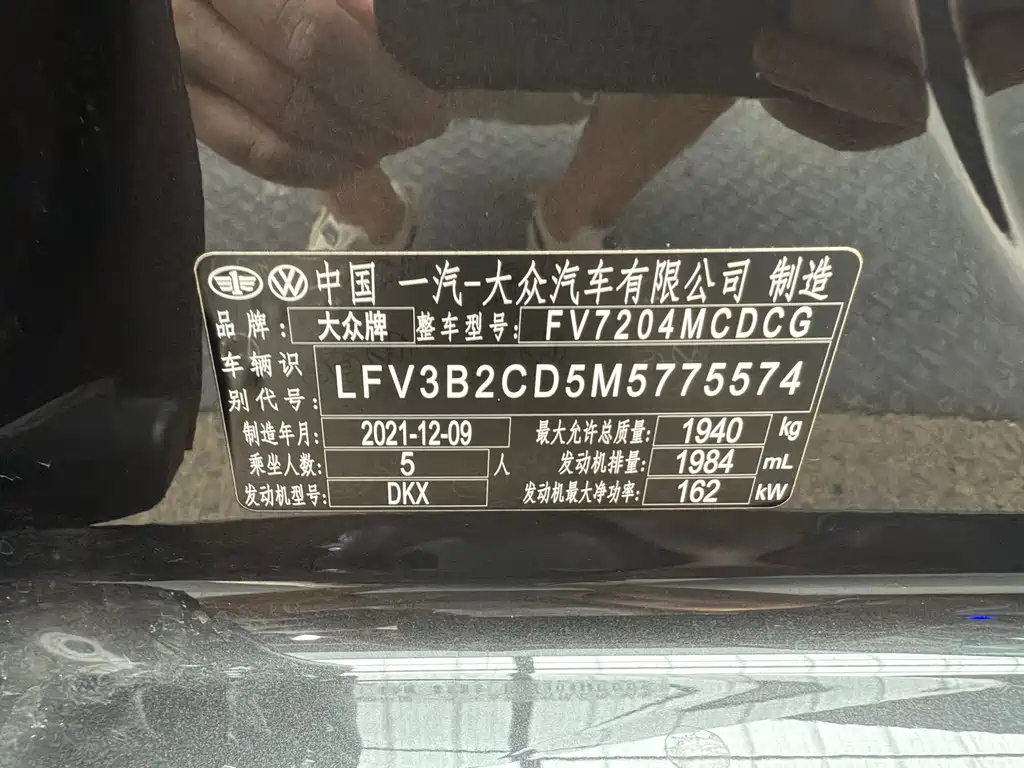 中国 一汽-大众汽车有限公司 制造
品牌: 大众牌 整车型号: FV7204MCDCG
车辆识别代号: LFV3B2CD5M5775574
制造年月: 2021-12-09 最大允许总质量: 1940 kg
乘坐人数: 5 人 发动机排量: 1984 mL
发动机型号: DKX 发动机最大净功率: 162 kW